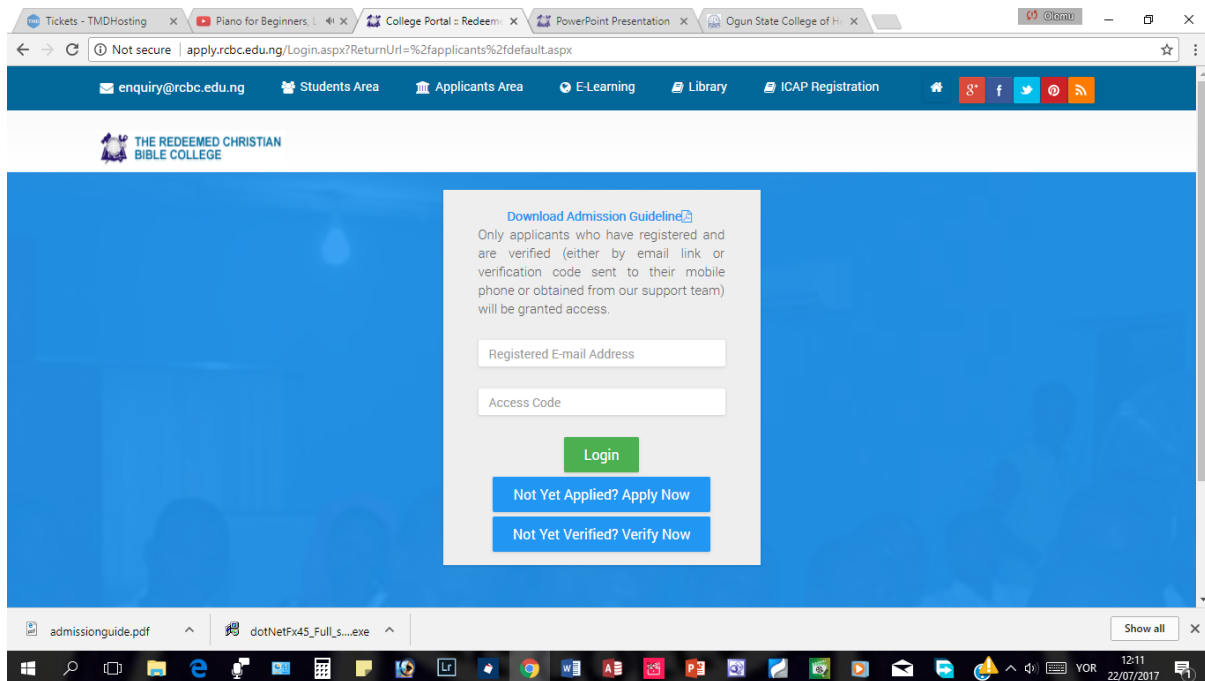 Tickets - TMDHosting
Piano for Beginners, L
College Portal :: Redeeme
PowerPoint Presentation
Ogun State College of He
Olomu
Not secure | apply.rcbc.edu.ng/Login.aspx?ReturnUrl=%2fapplicants%2fdefault.aspx
enquiry@rcbc.edu.ng Students Area Applicants Area E-Learning Library ICAP Registration
THE REDEEMED CHRISTIAN
BIBLE COLLEGE
Download Admission Guideline
Only applicants who have registered and
are verified (either by email link or
verification code sent to their mobile
phone or obtained from our support team)
will be granted access.
Registered E-mail Address
Access Code
Login
Not Yet Applied? Apply Now
Not Yet Verified? Verify Now
admissionguide.pdf dotNetFx45_Full_s....exe Show all
YOR
12:11
22/07/2017